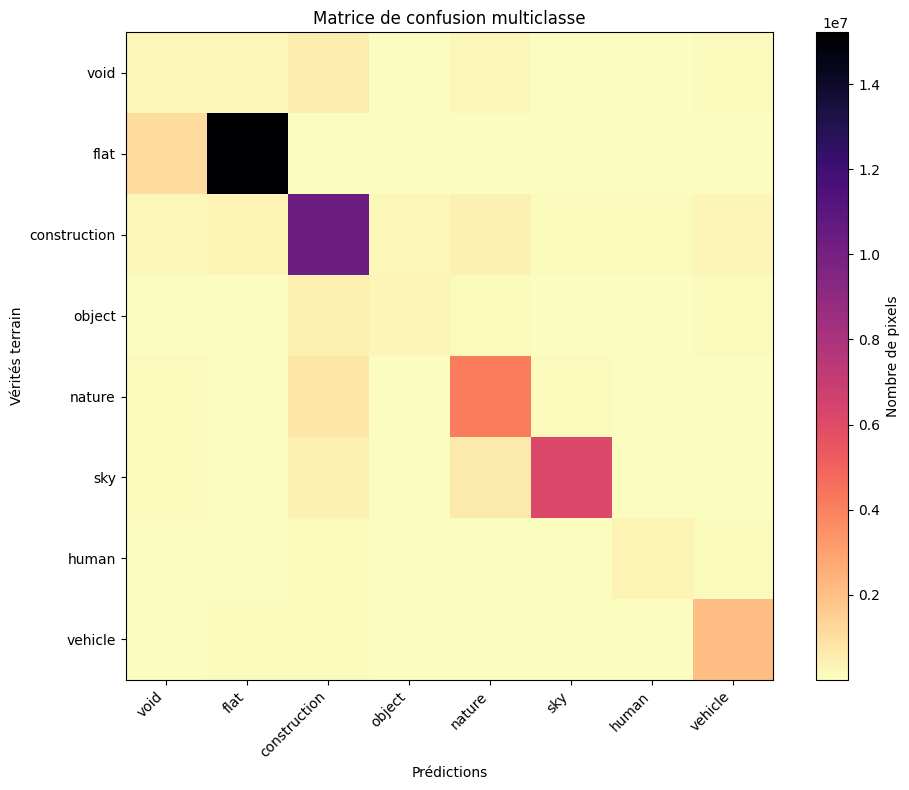 Matrice de confusion multiclasse
1e7
void
flat
construction
object
nature
sky
human
vehicle
Vérités terrain
void
flat
construction
object
nature
sky
human
vehicle
Prédictions
1.4
1.2
1.0
0.8
0.6
0.4
0.2
Nombre de pixels